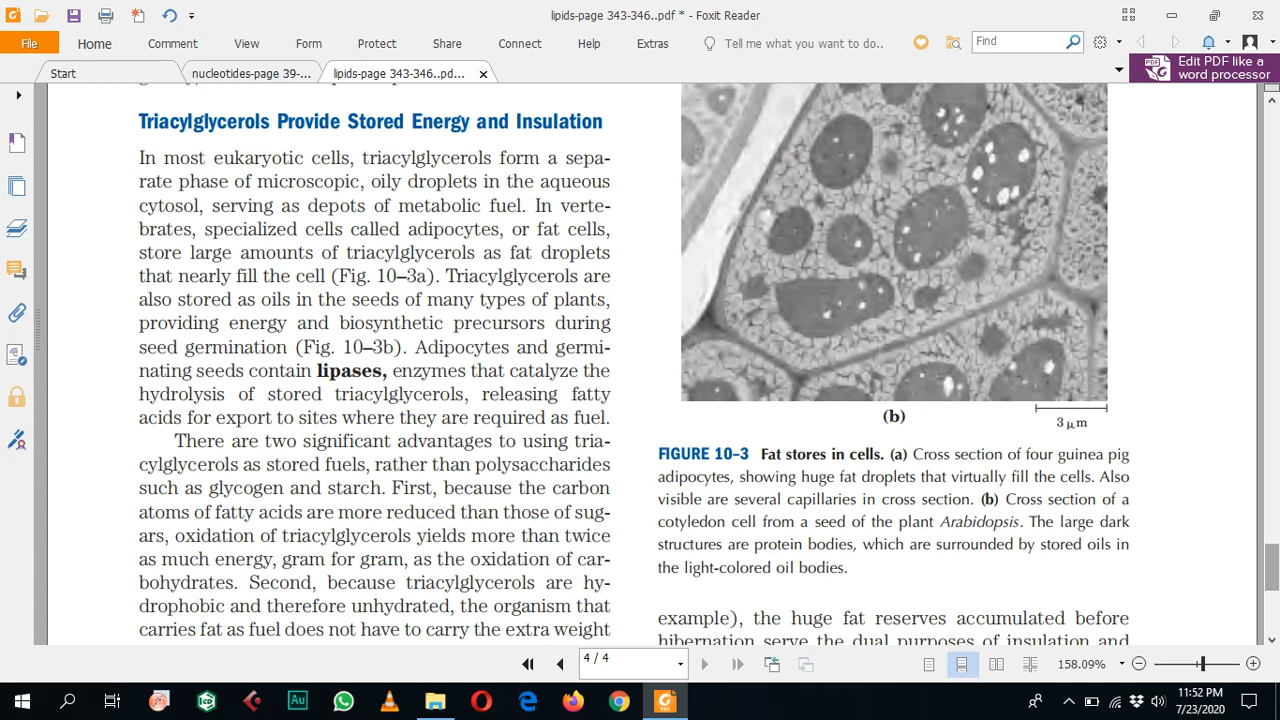 lipids-page 343-346..pdf * - Foxit Reader
File
Home
Comment
View
Form
Protect
Share
Connect
Help
Extras
Tell me what you want to do..
Find
Start
nucleotides-page 39-...
lipids-page 343-346..pdf...
Edit PDF like a
word processor
Triacylglycerols Provide Stored Energy and Insulation
In most eukaryotic cells, triacylglycerols form a sepa-
rate phase of microscopic, oily droplets in the aqueous
cytosol, serving as depots of metabolic fuel. In verte-
brates, specialized cells called adipocytes, or fat cells,
store large amounts of triacylglycerols as fat droplets
that nearly fill the cell (Fig. 10–3a). Triacylglycerols are
also stored as oils in the seeds of many types of plants,
providing energy and biosynthetic precursors during
seed germination (Fig. 10–3b). Adipocytes and germi-
nating seeds contain lipases, enzymes that catalyze the
hydrolysis of stored triacylglycerols, releasing fatty
acids for export to sites where they are required as fuel.
There are two significant advantages to using tria-
cylglycerols as stored fuels, rather than polysaccharides
such as glycogen and starch. First, because the carbon
atoms of fatty acids are more reduced than those of sug-
ars, oxidation of triacylglycerols yields more than twice
as much energy, gram for gram, as the oxidation of car-
bohydrates. Second, because triacylglycerols are hy-
drophobic and therefore unhydrated, the organism that
carries fat as fuel does not have to carry the extra weight
(b)
3 μm
FIGURE 10–3 Fat stores in cells. (a) Cross section of four guinea pig
adipocytes, showing huge fat droplets that virtually fill the cells. Also
visible are several capillaries in cross section. (b) Cross section of a
cotyledon cell from a seed of the plant Arabidopsis. The large dark
structures are protein bodies, which are surrounded by stored oils in
the light-colored oil bodies.
example), the huge fat reserves accumulated before
hibernation serve the dual purposes of insulation and
4 / 4
158.09%
Au
11:52 PM
7/23/2020